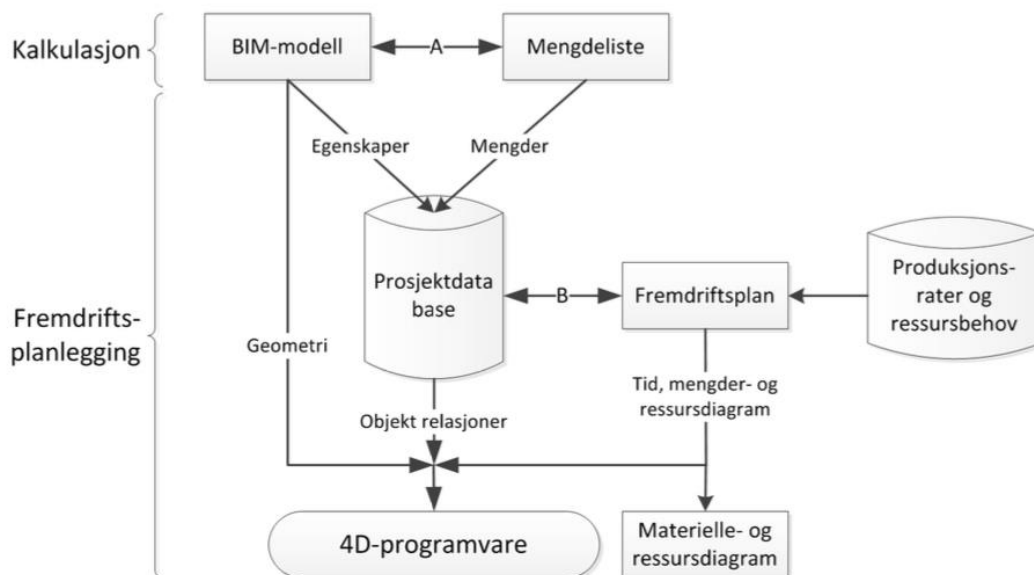 Kalkulasjon
BIM-modell
A
Mengdeliste
Egenskaper
Mengder
Prosjektdata
base
B
Fremdriftsplan
Produksjons-
rater og
ressursbehov
Fremdrifts-
planlegging
Geometri
Tid, mengder- og
ressursdiagram
Objekt relasjoner
4D-programvare
Materielle- og
ressursdiagram